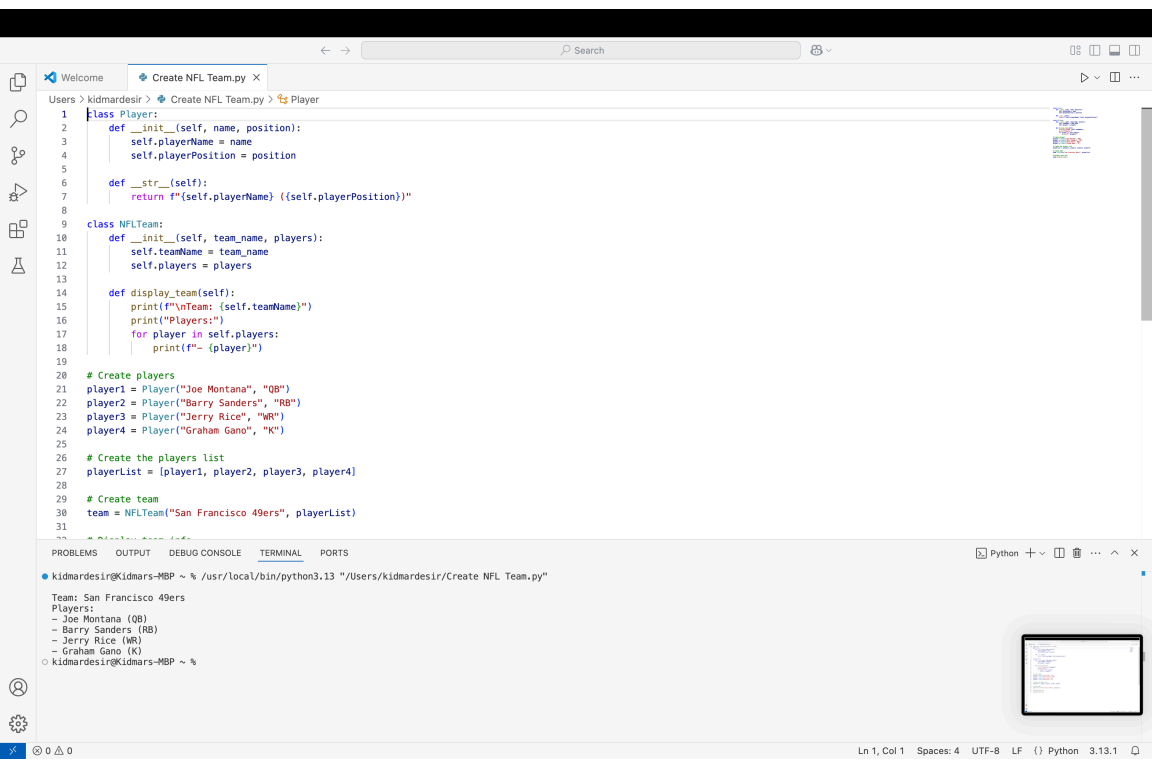 Search
Welcome
Create NFL Team.py
Users > kidmardesir > Create NFL Team.py > Player
1 class Player:
2     def __init__(self, name, position):
3         self.playerName = name
4         self.playerPosition = position
5
6     def __str__(self):
7         return f"{self.playerName} ({self.playerPosition})"
8
9 class NFLTeam:
10     def __init__(self, team_name, players):
11         self.teamName = team_name
12         self.players = players
13
14     def display_team(self):
15         print(f"\nTeam: {self.teamName}")
16         print("Players:")
17         for player in self.players:
18             print(f"– {player}")
19
20 # Create players
21 player1 = Player("Joe Montana", "QB")
22 player2 = Player("Barry Sanders", "RB")
23 player3 = Player("Jerry Rice", "WR")
24 player4 = Player("Graham Gano", "K")
25
26 # Create the players list
27 playerList = [player1, player2, player3, player4]
28
29 # Create team
30 team = NFLTeam("San Francisco 49ers", playerList)
31
PROBLEMS OUTPUT DEBUG CONSOLE TERMINAL PORTS
Python
kidmardesir@Kidmars-MBP ~ % /usr/local/bin/python3.13 "/Users/kidmardesir/Create NFL Team.py"
Team: San Francisco 49ers
Players:
– Joe Montana (QB)
– Barry Sanders (RB)
– Jerry Rice (WR)
– Graham Gano (K)
kidmardesir@Kidmars-MBP ~ %
0 0
Ln 1, Col 1 Spaces: 4 UTF-8 LF {} Python 3.13.1